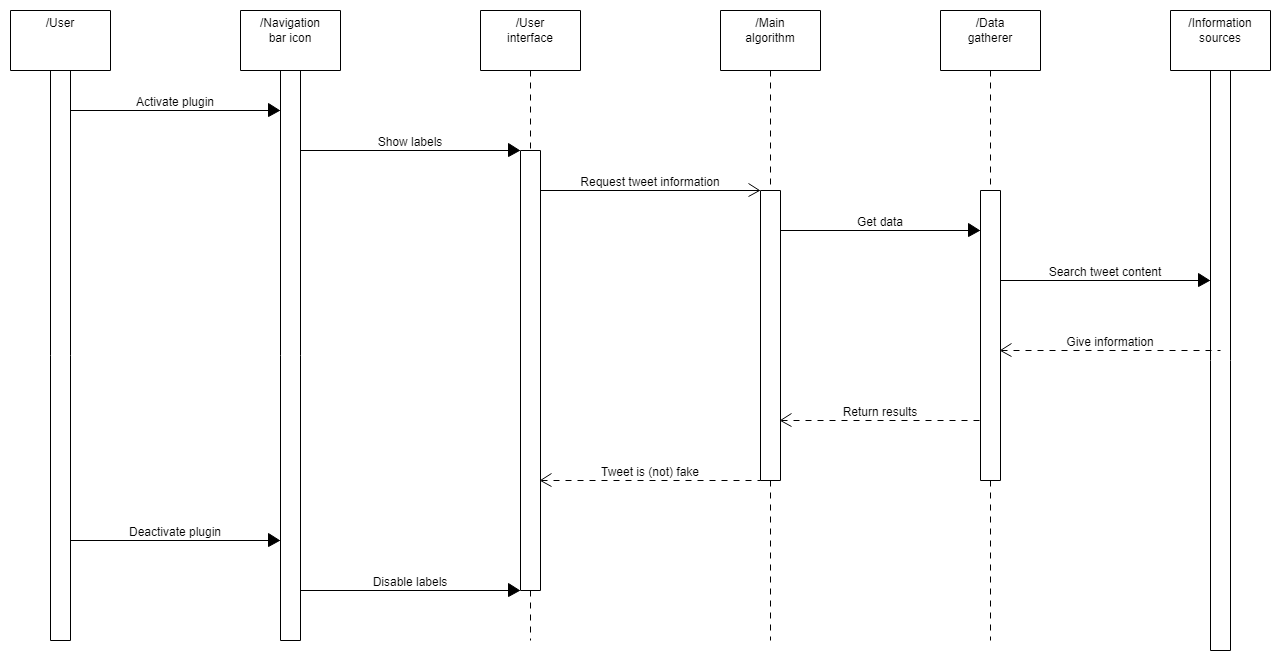 /User
/Navigation
bar icon
/User
interface
/Main
algorithm
/Data
gatherer
/Information
sources
Activate plugin
Show labels
Request tweet information
Get data
Search tweet content
Give information
Return results
Tweet is (not) fake
Deactivate plugin
Disable labels